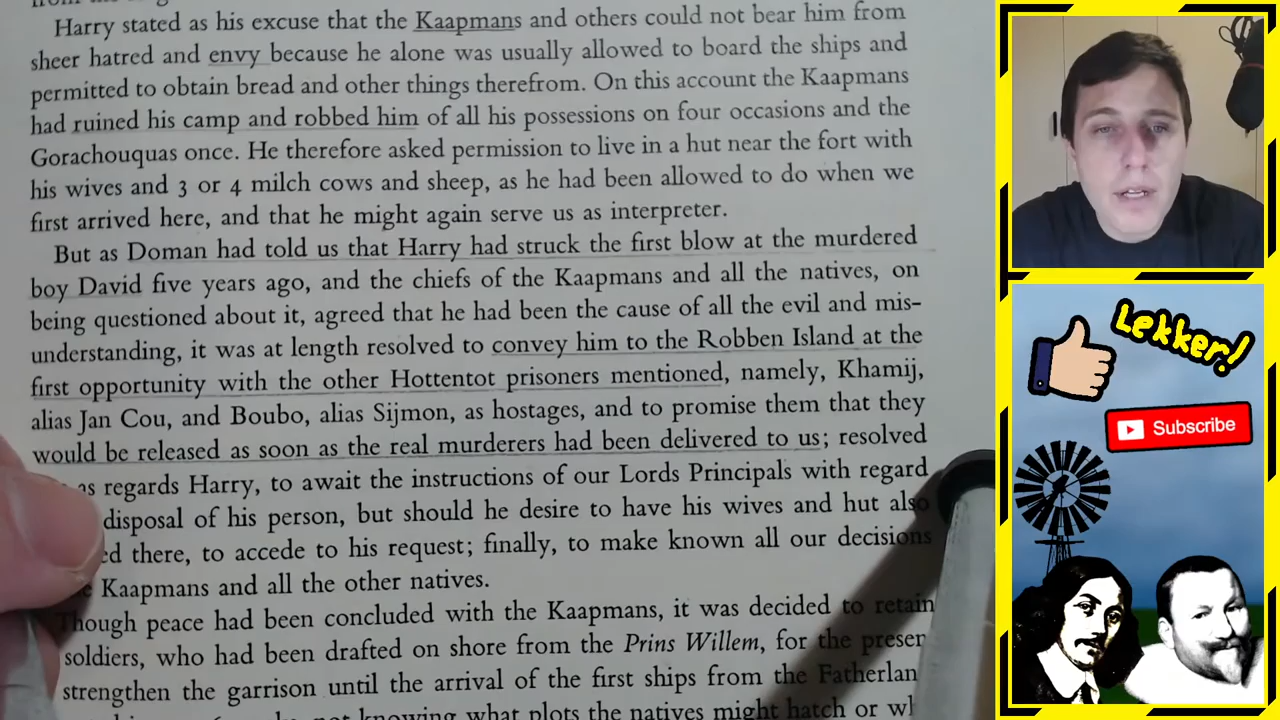 Harry stated as his excuse that the Kaapmans and others could not bear him from
sheer hatred and envy because he alone was usually allowed to board the ships and
permitted to obtain bread and other things therefrom. On this account the Kaapmans
had ruined his camp and robbed him of all his possessions on four occasions and the
Gorachouquas once. He therefore asked permission to live in a hut near the fort with
his wives and 3 or 4 milch cows and sheep, as he had been allowed to do when we
first arrived here, and that he might again serve us as interpreter.
But as Doman had told us that Harry had struck the first blow at the murdered
boy David five years ago, and the chiefs of the Kaapmans and all the natives, on
being questioned about it, agreed that he had been the cause of all the evil and mis-
understanding, it was at length resolved to convey him to the Robben Island at the
first opportunity with the other Hottentot prisoners mentioned, namely, Khamij,
alias Jan Cou, and Boubo, alias Sijmon, as hostages, and to promise them that they
would be released as soon as the real murderers had been delivered to us; resolved
as regards Harry, to await the instructions of our Lords Principals with regard
disposal of his person, but should he desire to have his wives and hut also
ed there, to accede to his request; finally, to make known all our decisions
Kaapmans and all the other natives.
Though peace had been concluded with the Kaapmans, it was decided to retain
soldiers, who had been drafted on shore from the Prins Willem, for the presen
strengthen the garrison until the arrival of the first ships from the Fatherlan
knowing what plots the natives might hatch or wh
Lekker!
Subscribe